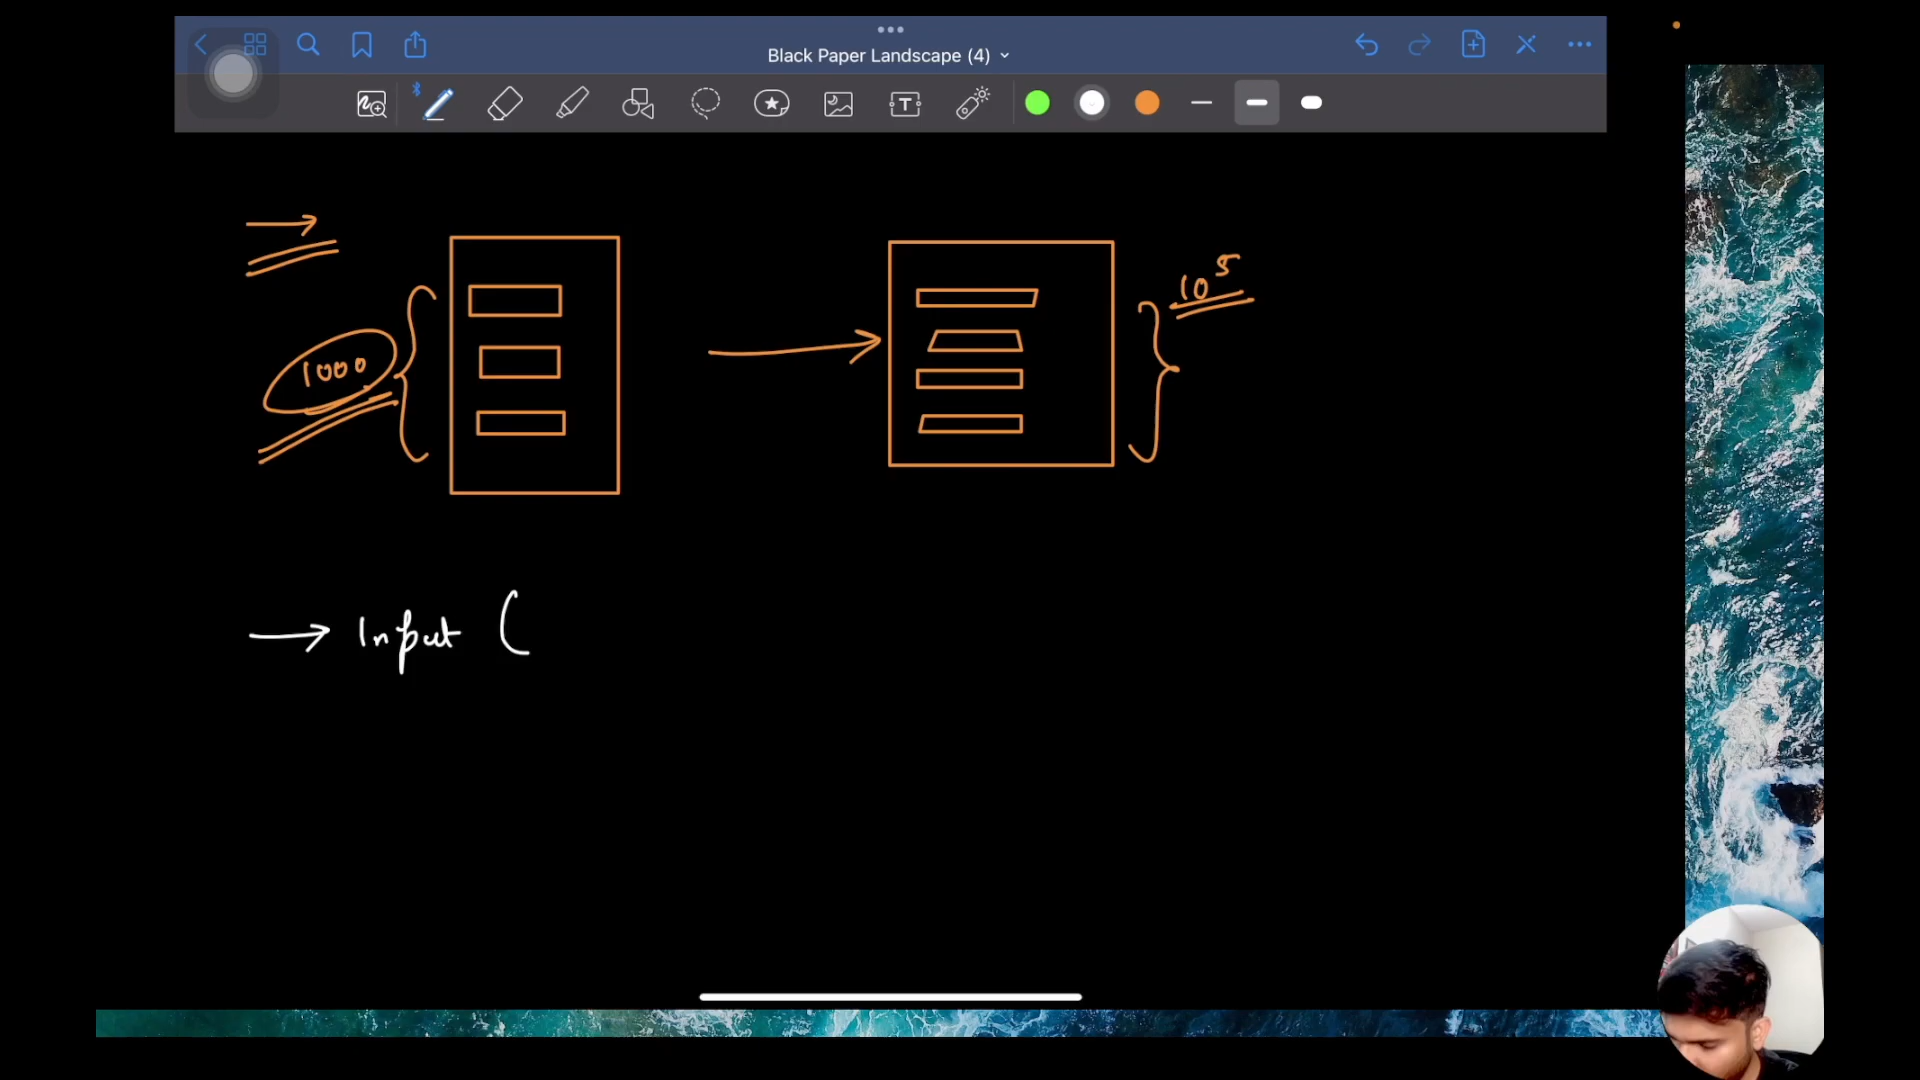 Black Paper Landscape (4)
T
10^5
1000
→ Input (